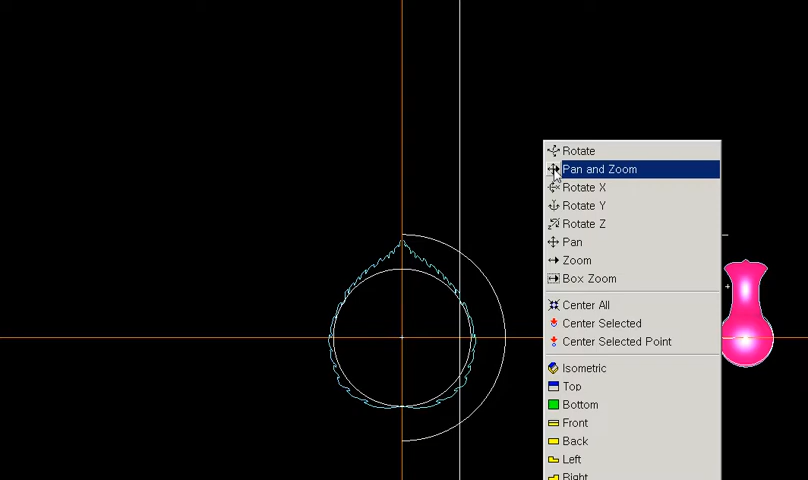 Rotate
Pan and Zoom
Rotate X
Rotate Y
Rotate Z
Pan
Zoom
Box Zoom
Center All
Center Selected
Center Selected Point
Isometric
Top
Bottom
Front
Back
Left
Right